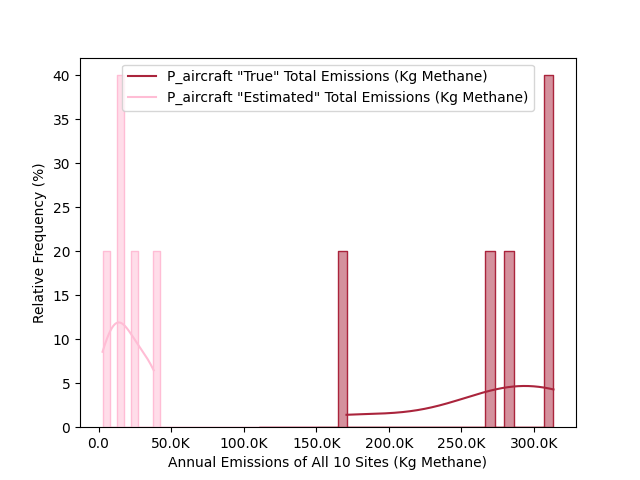 P_aircraft "True" Total Emissions (Kg Methane)
P_aircraft "Estimated" Total Emissions (Kg Methane)
Relative Frequency (%)
40
35
30
25
20
15
10
5
0
0.0 50.0K 100.0K 150.0K 200.0K 250.0K 300.0K
Annual Emissions of All 10 Sites (Kg Methane)